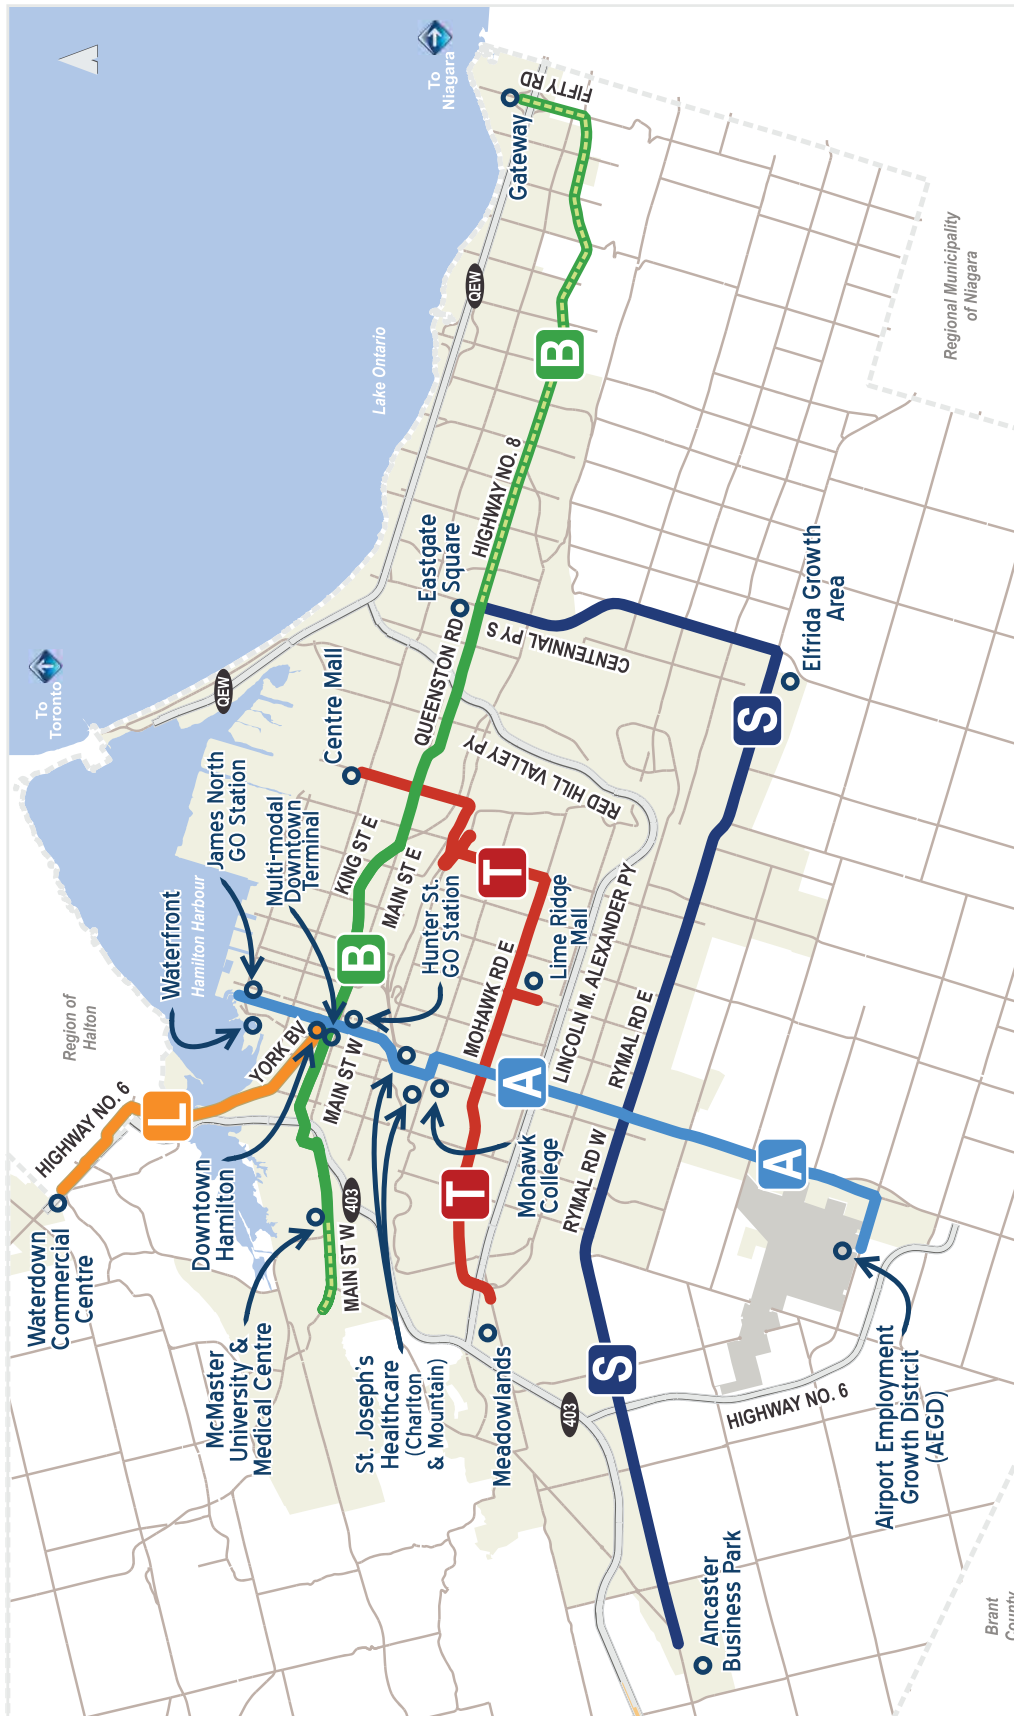 To
Niagara
FIFTY RD
Gateway
QEW
Lake Ontario
Regional Municipality
of Niagara
B
HIGHWAY NO. 8
Eastgate
Square
QUEENSTON RD
CENTENNIAL PY S
Elfrida Growth
Area
To
Toronto
QEW
Centre Mall
RED HILL VALLEY PY
S
James North
GO Station
Multi-modal
Downtown
Terminal
KING ST E
MAIN ST E
T
Hunter St.
GO Station
Lime Ridge
Mall
LINCOLN M. ALEXANDER PY
Waterfront
Hamilton Harbour
B
MOHAWK RD E
RYMAL RD E
Region of
Halton
YORK BV
MAIN ST W
A
HIGHWAY NO. 6
L
Downtown
Hamilton
403
T
Mohawk
College
RYMAL RD W
A
Waterdown
Commercial
Centre
MAIN ST W
McMaster
University &
Medical Centre
St. Joseph's
Healthcare
(Charlton
& Mountain)
Meadowlands
403
S
HIGHWAY NO. 6
Airport Employment
Growth District
(AEGD)
Ancaster
Business Park
Brant
County